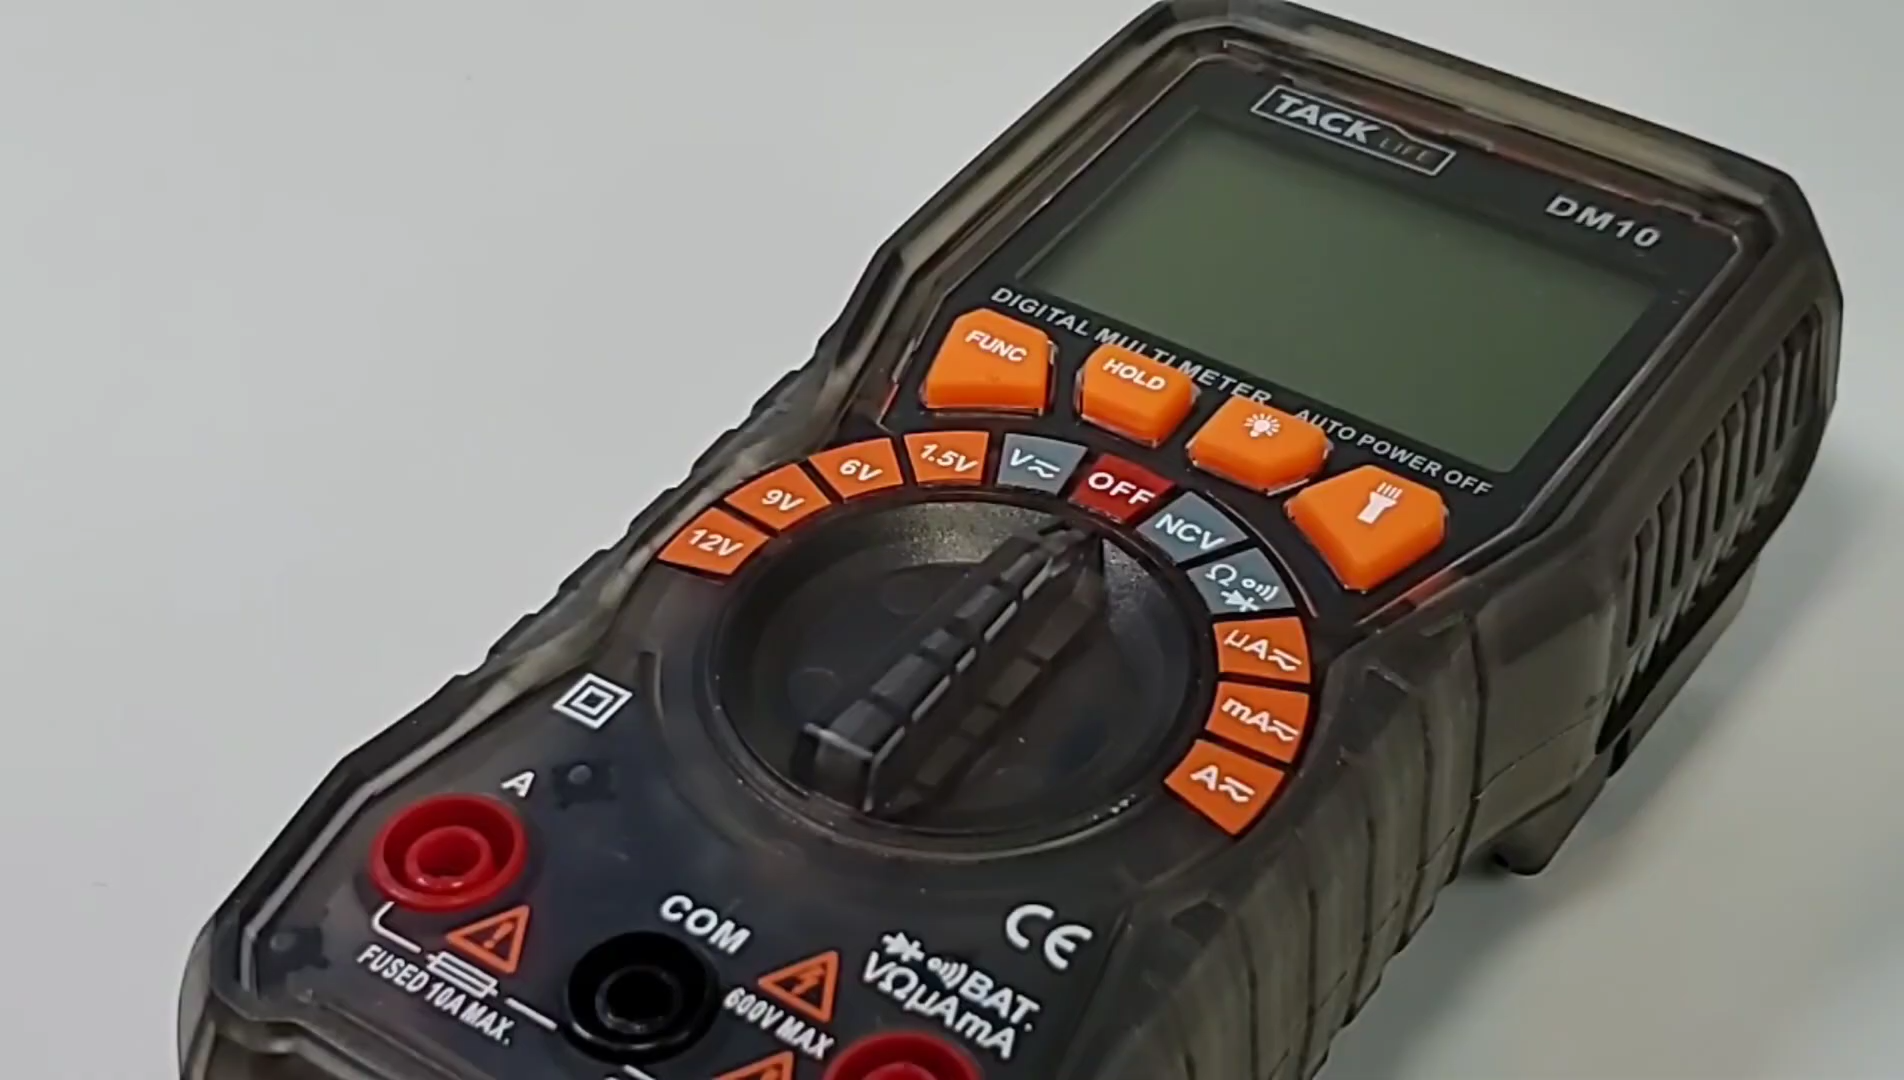 TACK LIFE
DM10
DIGITAL MULTIMETER AUTO POWER OFF
FUNC
HOLD
12V
9V
6V
1.5V
V≂
OFF
NCV
Ω
μA≂
mA≂
A≂
A
FUSED 10A MAX.
COM
600V MAX
CE
BAT.
VΩμAmA